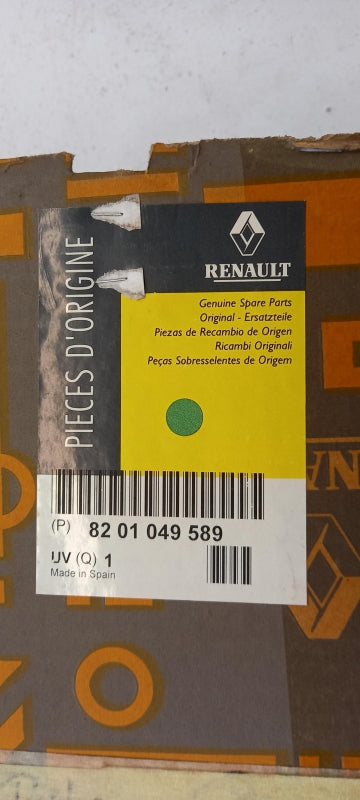 PIECES D'ORIGINE
RENAULT
Genuine Spare Parts
Original - Ersatzteile
Piezas de Recambio de Origen
Ricambi Originali
Peças Sobresselentes de Origem
(P) 82 01 049 589
UV (Q) 1
Made in Spain